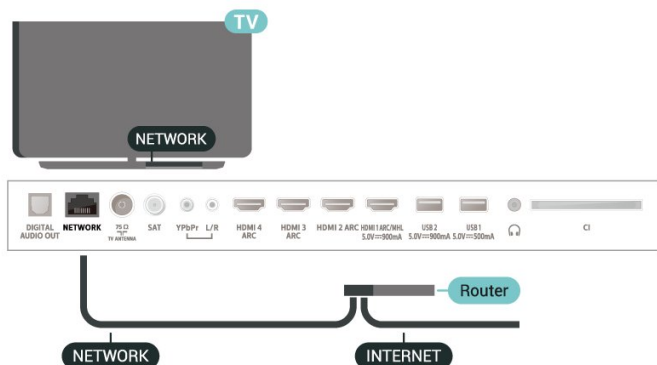 TV
NETWORK
DIGITAL
AUDIO OUT
NETWORK
75 Ω
TV ANTENNA
SAT
YPbPr
L/R
HDMI 4
ARC
HDMI 3
ARC
HDMI 2 ARC
HDMI 1 ARC/MHL
5.0V⎓900mA
USB 2
5.0V⎓900mA
USB 1
5.0V⎓500mA
CI
Router
NETWORK
INTERNET